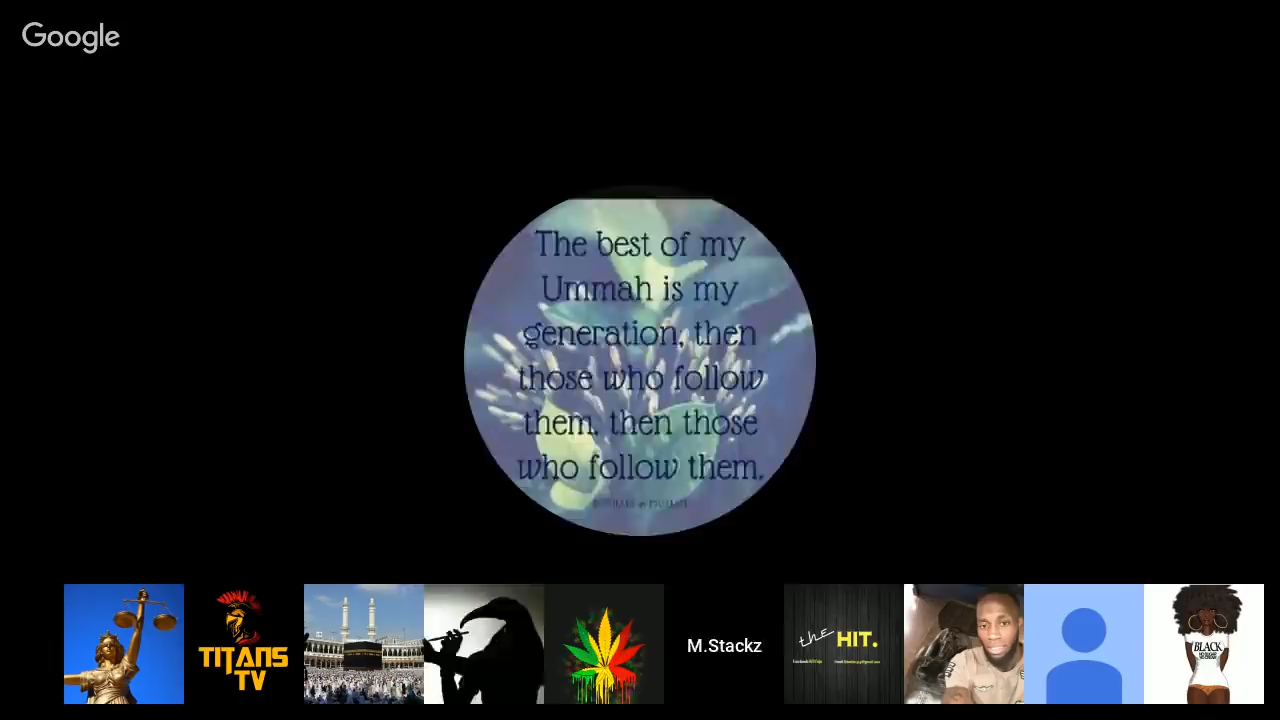 Google
The best of my
Ummah is my
generation, then
those who follow
them, then those
who follow them.
TITANS
TV
M.Stackz
the HIT.
BLACK